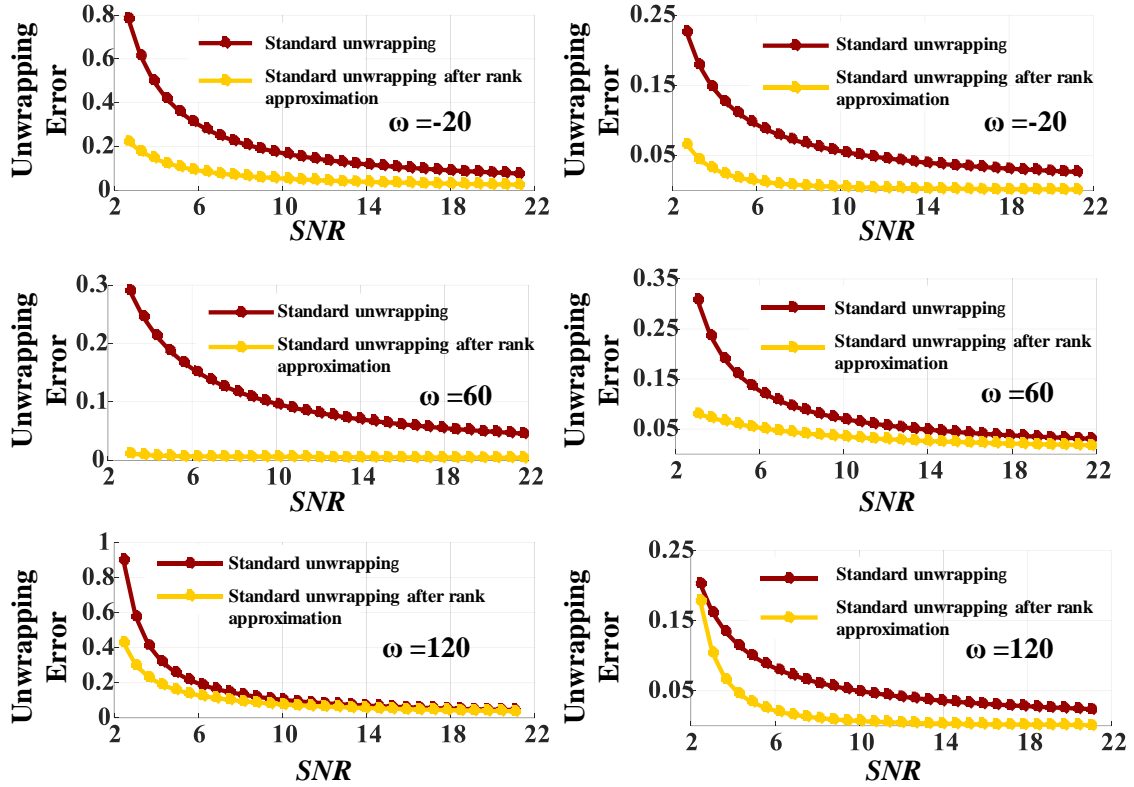 Unwrapping
Error
0.8
0.6
0.4
0.2
0
Standard unwrapping
Standard unwrapping after rank
approximation
ω =-20
2 6 10 14 18 22
SNR
Unwrapping
Error
0.25
0.15
0.05
Standard unwrapping
Standard unwrapping after rank
approximation
ω =-20
2 6 10 14 18 22
SNR
Unwrapping
Error
0.3
0.2
0.1
0
Standard unwrapping
Standard unwrapping after rank
approximation
ω =60
2 6 10 14 18 22
SNR
Unwrapping
Error
0.35
0.25
0.15
0.05
Standard unwrapping
Standard unwrapping after rank
approximation
ω =60
2 6 10 14 18 22
SNR
Unwrapping
Error
1
0.8
0.6
0.4
0.2
0
Standard unwrapping
Standard unwrapping after rank
approximation
ω =120
2 6 10 14 18 22
SNR
Unwrapping
Error
0.25
0.15
0.05
Standard unwrapping
Standard unwrapping after rank
approximation
ω =120
2 6 10 14 18 22
SNR